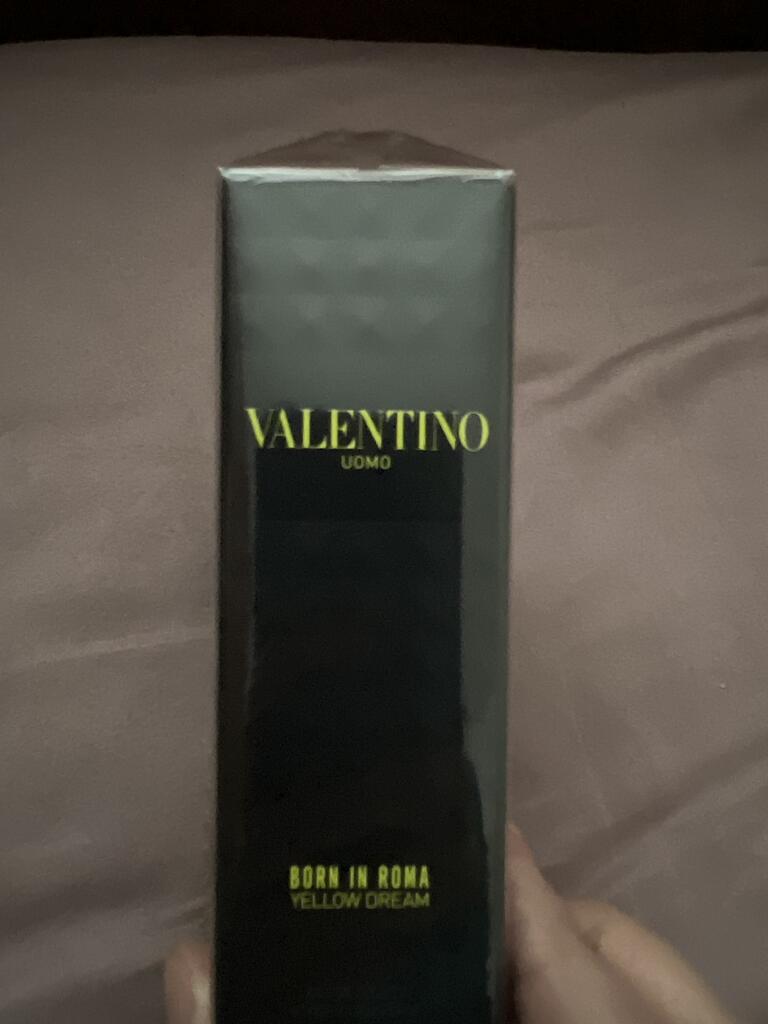 VALENTINO
UOMO
BORN IN ROMA
YELLOW DREAM